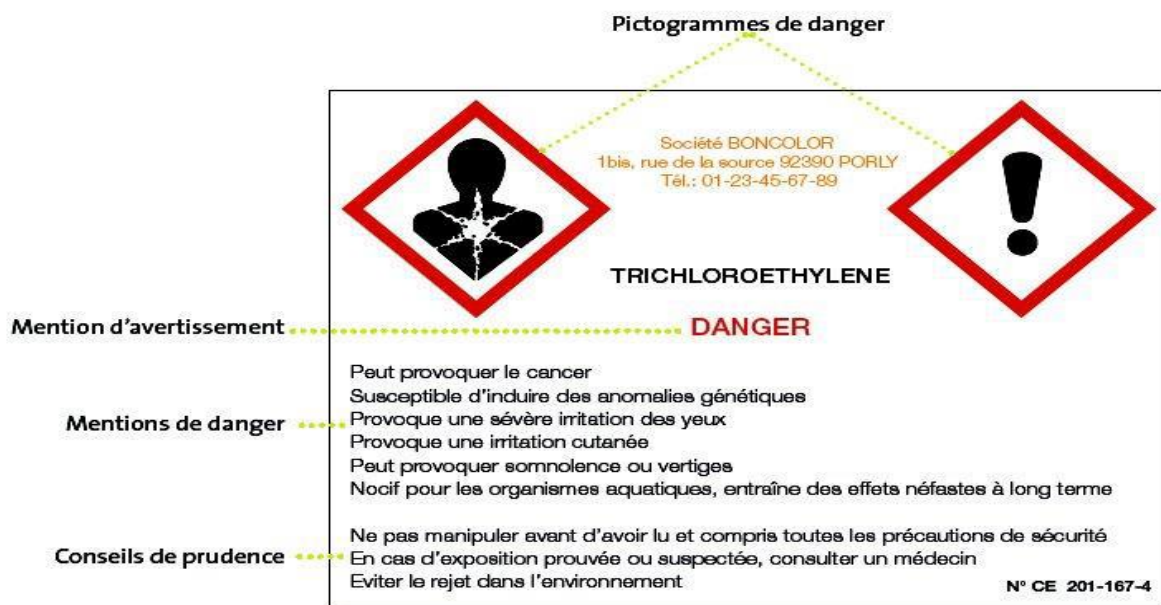 Pictogrammes de danger
Société BONCOLOR
1bis, rue de la source 92390 PORLY
Tél.: 01-23-45-67-89
TRICHLOROETHYLENE
Mention d'avertissement
DANGER
Peut provoquer le cancer
Susceptible d'induire des anomalies génétiques
Mentions de danger
Provoque une sévère irritation des yeux
Provoque une irritation cutanée
Peut provoquer somnolence ou vertiges
Nocif pour les organismes aquatiques, entraîne des effets néfastes à long terme
Ne pas manipuler avant d'avoir lu et compris toutes les précautions de sécurité
Conseils de prudence
En cas d'exposition prouvée ou suspectée, consulter un médecin
Eviter le rejet dans l'environnement
N° CE 201-167-4